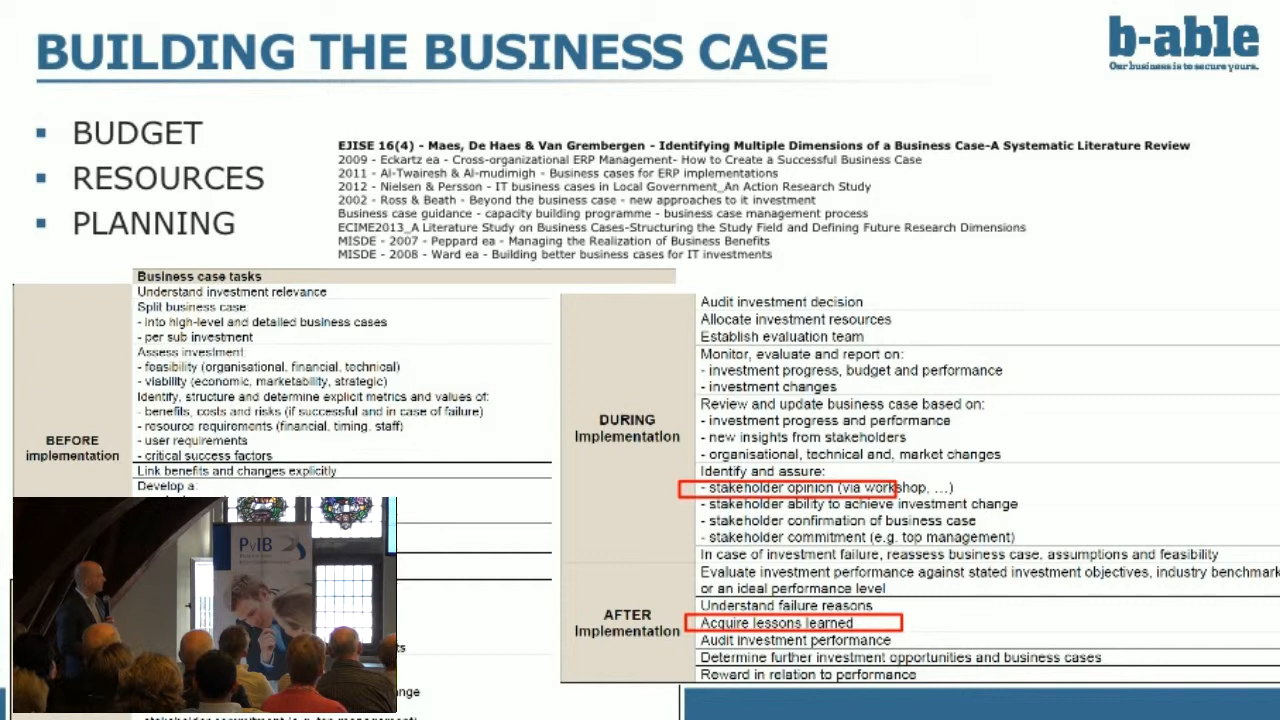 BUILDING THE BUSINESS CASE
b-able
Our business is to secure yours.
▪ BUDGET
▪ RESOURCES
▪ PLANNING
EJISE 16(4) - Maes, De Haes & Van Grembergen - Identifying Multiple Dimensions of a Business Case-A Systematic Literature Review
2009 - Eckartz ea - Cross-organizational ERP Management- How to Create a Successful Business Case
2011 - Al-Twairesh & Al-mudimigh - Business cases for ERP implementations
2012 - Nielsen & Persson - IT business cases in Local Government_An Action Research Study
2002 - Ross & Beath - Beyond the business case - new approaches to it investment
Business case guidance - capacity building programme - business case management process
ECIME2013_A Literature Study on Business Cases-Structuring the Study Field and Defining Future Research Dimensions
MISDE - 2007 - Peppard ea - Managing the Realization of Business Benefits
MISDE - 2008 - Ward ea - Building better business cases for IT investments
Business case tasks
BEFORE
implementation
Understand investment relevance
Split business case:
- into high-level and detailed business cases
- per sub investment
Assess investment:
- feasibility (organisational, financial, technical)
- viability (economic, marketability, strategic)
Identify, structure and determine explicit metrics and values of:
- benefits, costs and risks (if successful and in case of failure)
- resource requirements (financial, timing, staff)
- user requirements
- critical success factors
Link benefits and changes explicitly
Develop a:
PvIB
DURING
implementation
Audit investment decision
Allocate investment resources
Establish evaluation team
Monitor, evaluate and report on:
- investment progress, budget and performance
- investment changes
Review and update business case based on:
- investment progress and performance
- new insights from stakeholders
- organisational, technical and, market changes
Identify and assure:
- stakeholder opinion (via workshop, …)
- stakeholder ability to achieve investment change
- stakeholder confirmation of business case
- stakeholder commitment (e.g. top management)
In case of investment failure, reassess business case, assumptions and feasibility
AFTER
implementation
Evaluate investment performance against stated investment objectives, industry benchmark
or an ideal performance level
Understand failure reasons
Acquire lessons learned
Audit investment performance
Determine further investment opportunities and business cases
Reward in relation to performance